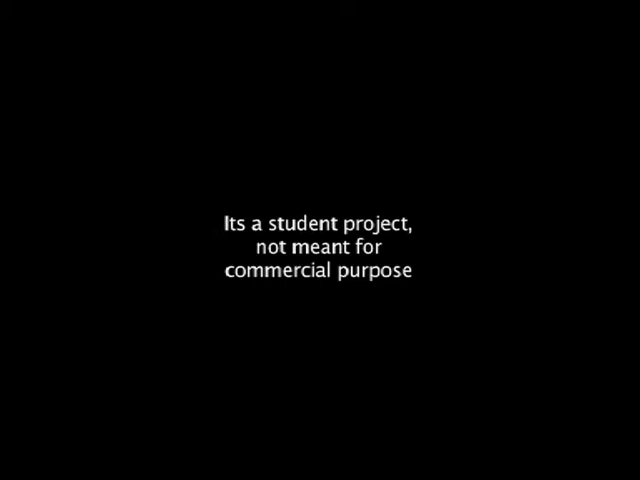 Its a student project,
not meant for
commercial purpose